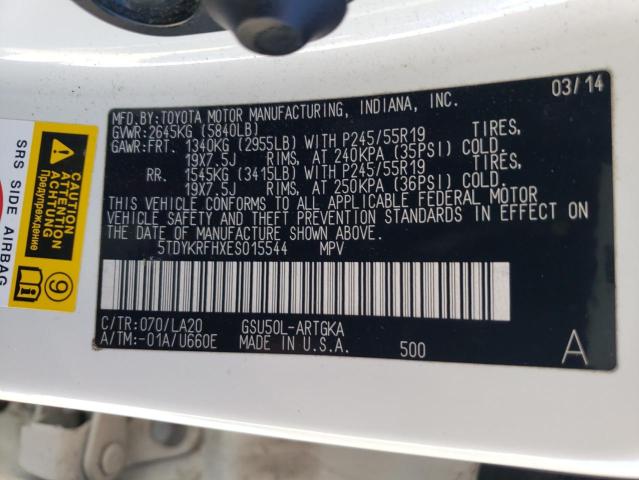 03/14
MFD.BY:TOYOTA MOTOR MANUFACTURING, INDIANA, INC.
GVWR:2645KG (5840LB)
GAWR:FRT. 1340KG (2955LB) WITH P245/55R19 TIRES,
19X7.5J RIMS, AT 240KPA (35PSI) COLD.
RR. 1545KG (3415LB) WITH P245/55R19 TIRES,
19X7.5J RIMS, AT 250KPA (36PSI) COLD.
THIS VEHICLE CONFORMS TO ALL APPLICABLE FEDERAL MOTOR
VEHICLE SAFETY AND THEFT PREVENTION STANDARDS IN EFFECT ON
THE DATE OF MANUFACTURE SHOWN ABOVE.
5TDYKRFHXES015544 MPV
C/TR:070/LA20 GSU50L-ARTGKA
A/TM:-01A/U660E MADE IN U.S.A. 500 A
SRS SIDE AIRBAG
CAUTION
ATTENTION
ACHTUNG
Предупреждение
9